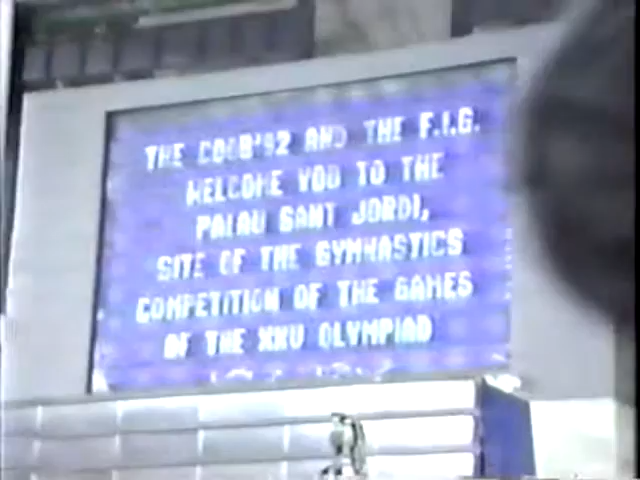 THE COOB'92 AND THE F.I.G.
WELCOME YOU TO THE
PALAU SANT JORDI,
SITE OF THE GYMNASTICS
COMPETITION OF THE GAMES
OF THE XXV OLYMPIAD